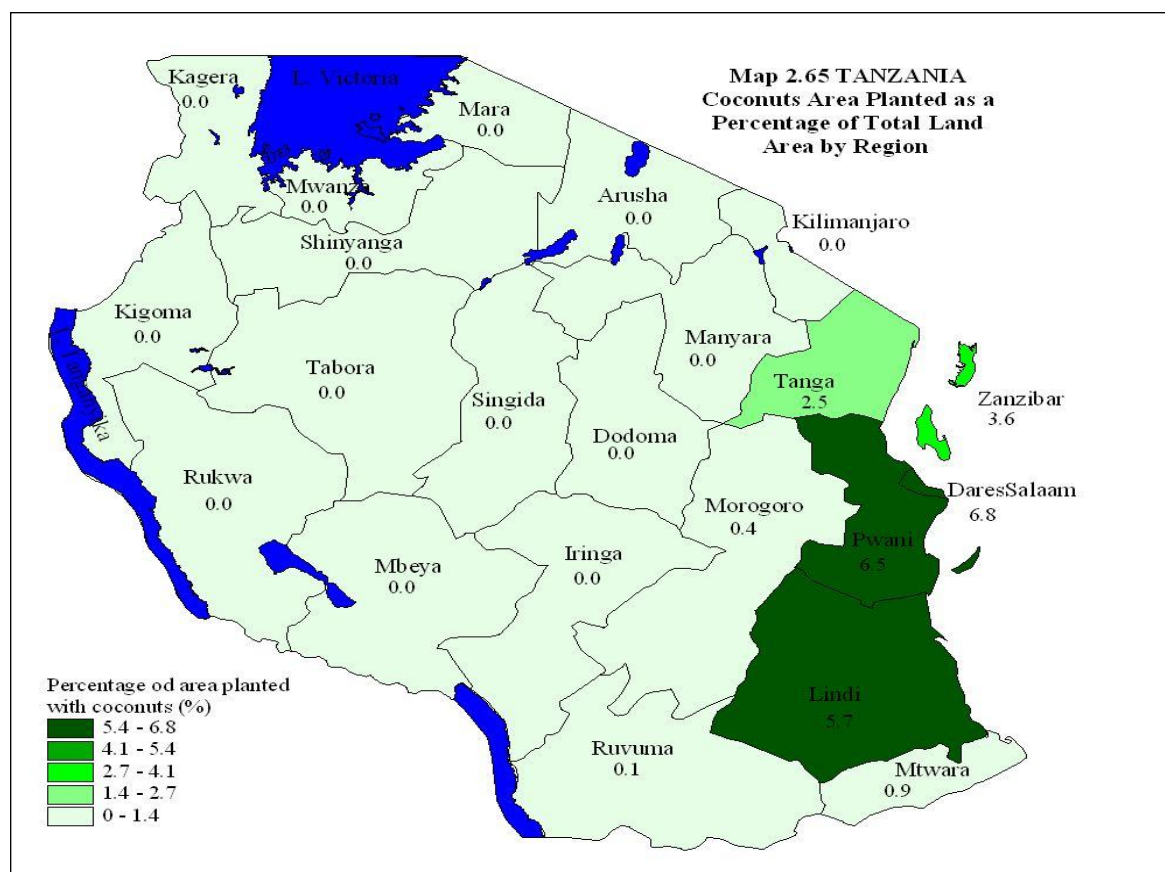 Map 2.65 TANZANIA
Coconuts Area Planted as a
Percentage of Total Land
Area by Region
Kagera
0.0
L. Victoria
Mara
0.0
Mwanza
0.0
Arusha
0.0
Kilimanjaro
0.0
Shinyanga
0.0
Kigoma
0.0
Tabora
0.0
Singida
0.0
Manyara
0.0
Tanga
2.5
Zanzibar
3.6
Dodoma
0.0
L. Tanganyika
Rukwa
0.0
Morogoro
0.4
DaresSalaam
6.8
Pwani
6.5
Mbeya
0.0
Iringa
0.0
Lindi
5.7
Ruvuma
0.1
Mtwara
0.9
Percentage od area planted
with coconuts (%)
5.4 - 6.8
4.1 - 5.4
2.7 - 4.1
1.4 - 2.7
0 - 1.4